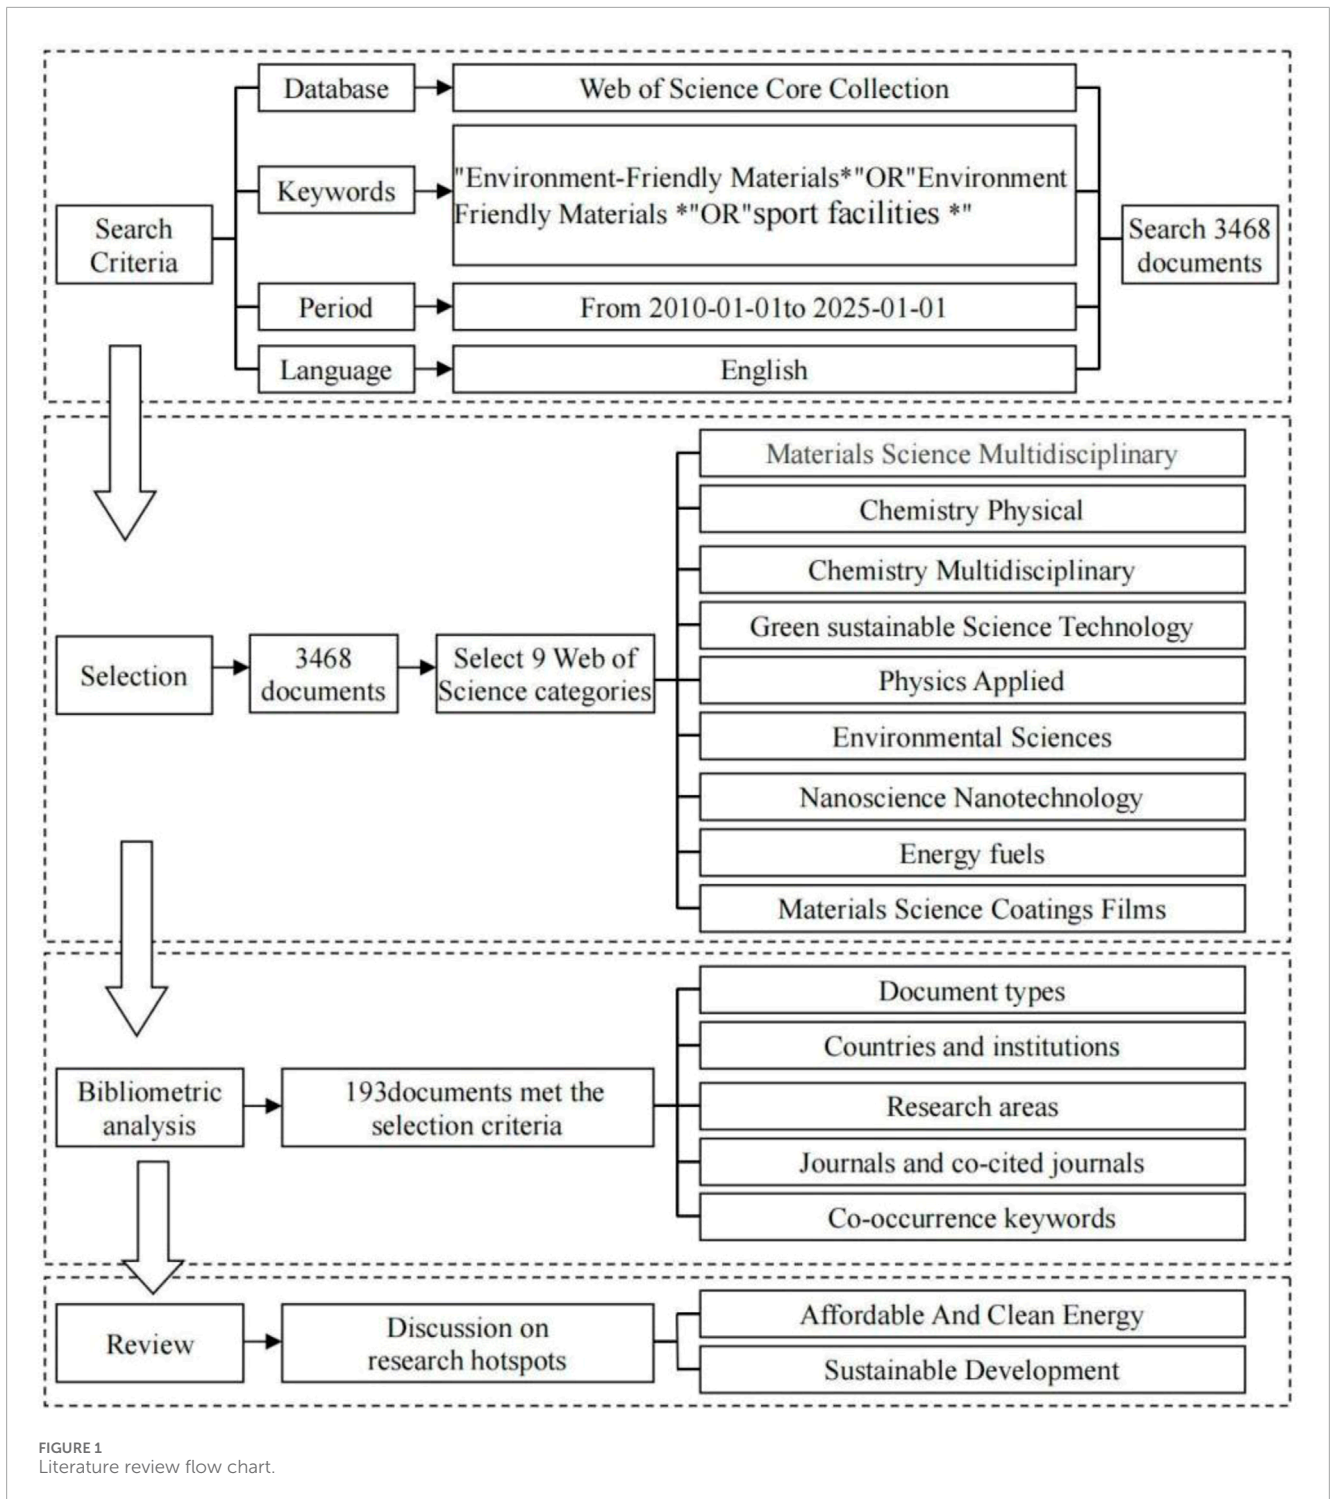 Database
Web of Science Core Collection
Keywords
"Environment-Friendly Materials*"OR"Environment
Friendly Materials *"OR"sport facilities *"
Search
Criteria
Search 3468
documents
Period
From 2010-01-01to 2025-01-01
Language
English
Materials Science Multidisciplinary
Chemistry Physical
Chemistry Multidisciplinary
Green sustainable Science Technology
Selection
3468
documents
Select 9 Web of
Science categories
Physics Applied
Environmental Sciences
Nanoscience Nanotechnology
Energy fuels
Materials Science Coatings Films
Document types
Countries and institutions
Bibliometric
analysis
193documents met the
selection criteria
Research areas
Journals and co-cited journals
Co-occurrence keywords
Review
Discussion on
research hotspots
Affordable And Clean Energy
Sustainable Development
FIGURE 1
Literature review flow chart.